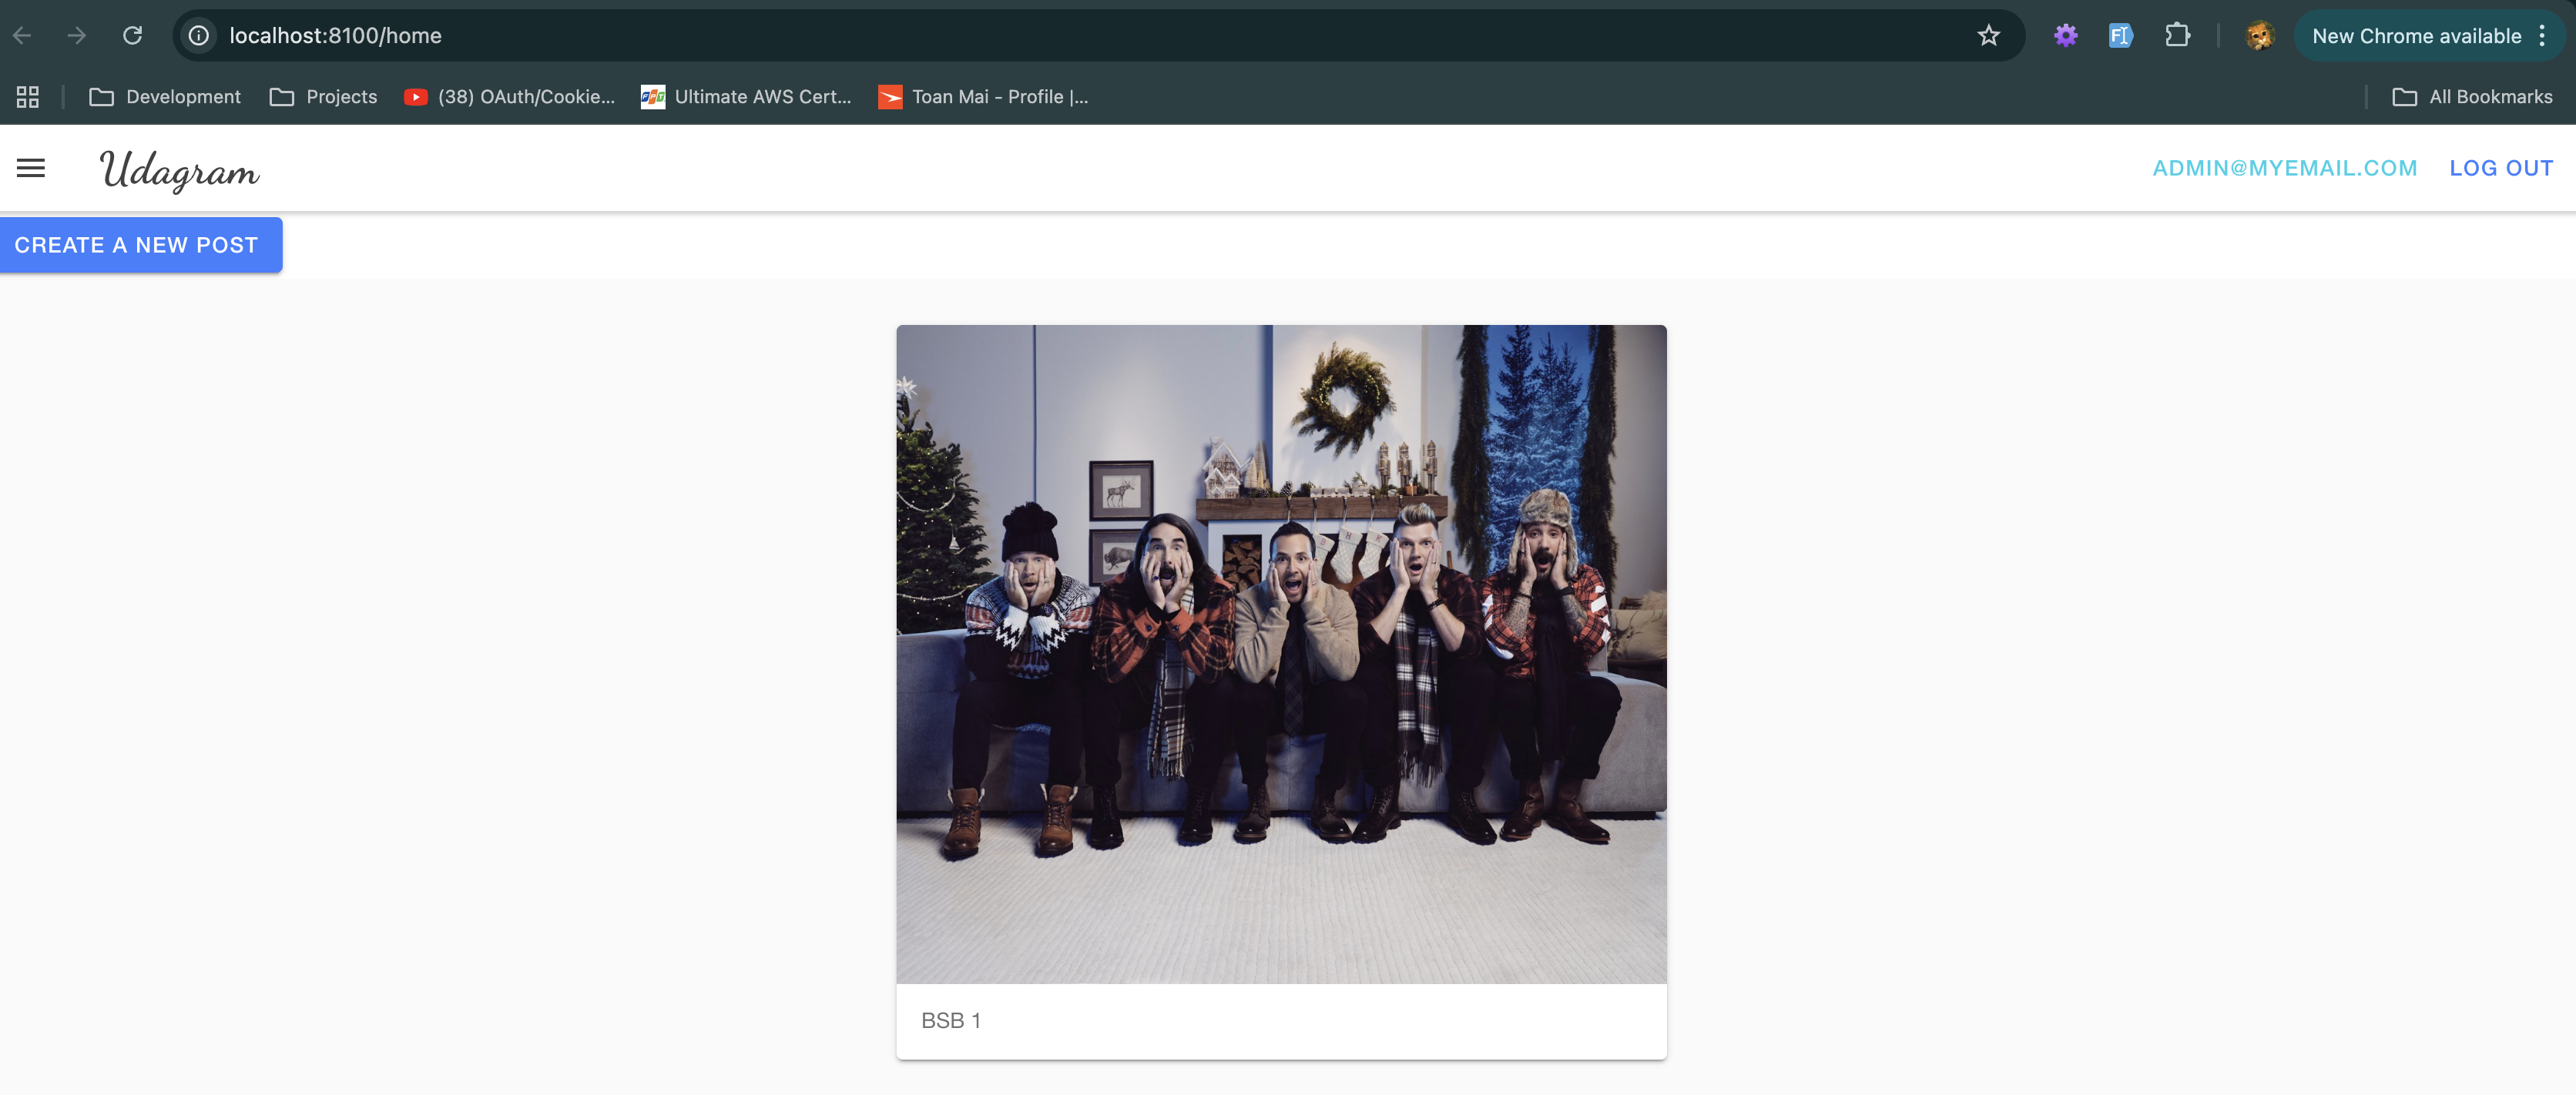 localhost:8100/home
New Chrome available
Development
Projects
(38) OAuth/Cookie...
Ultimate AWS Cert...
Toan Mai - Profile |...
All Bookmarks
Udagram
ADMIN@MYEMAIL.COM
LOG OUT
CREATE A NEW POST
BSB 1